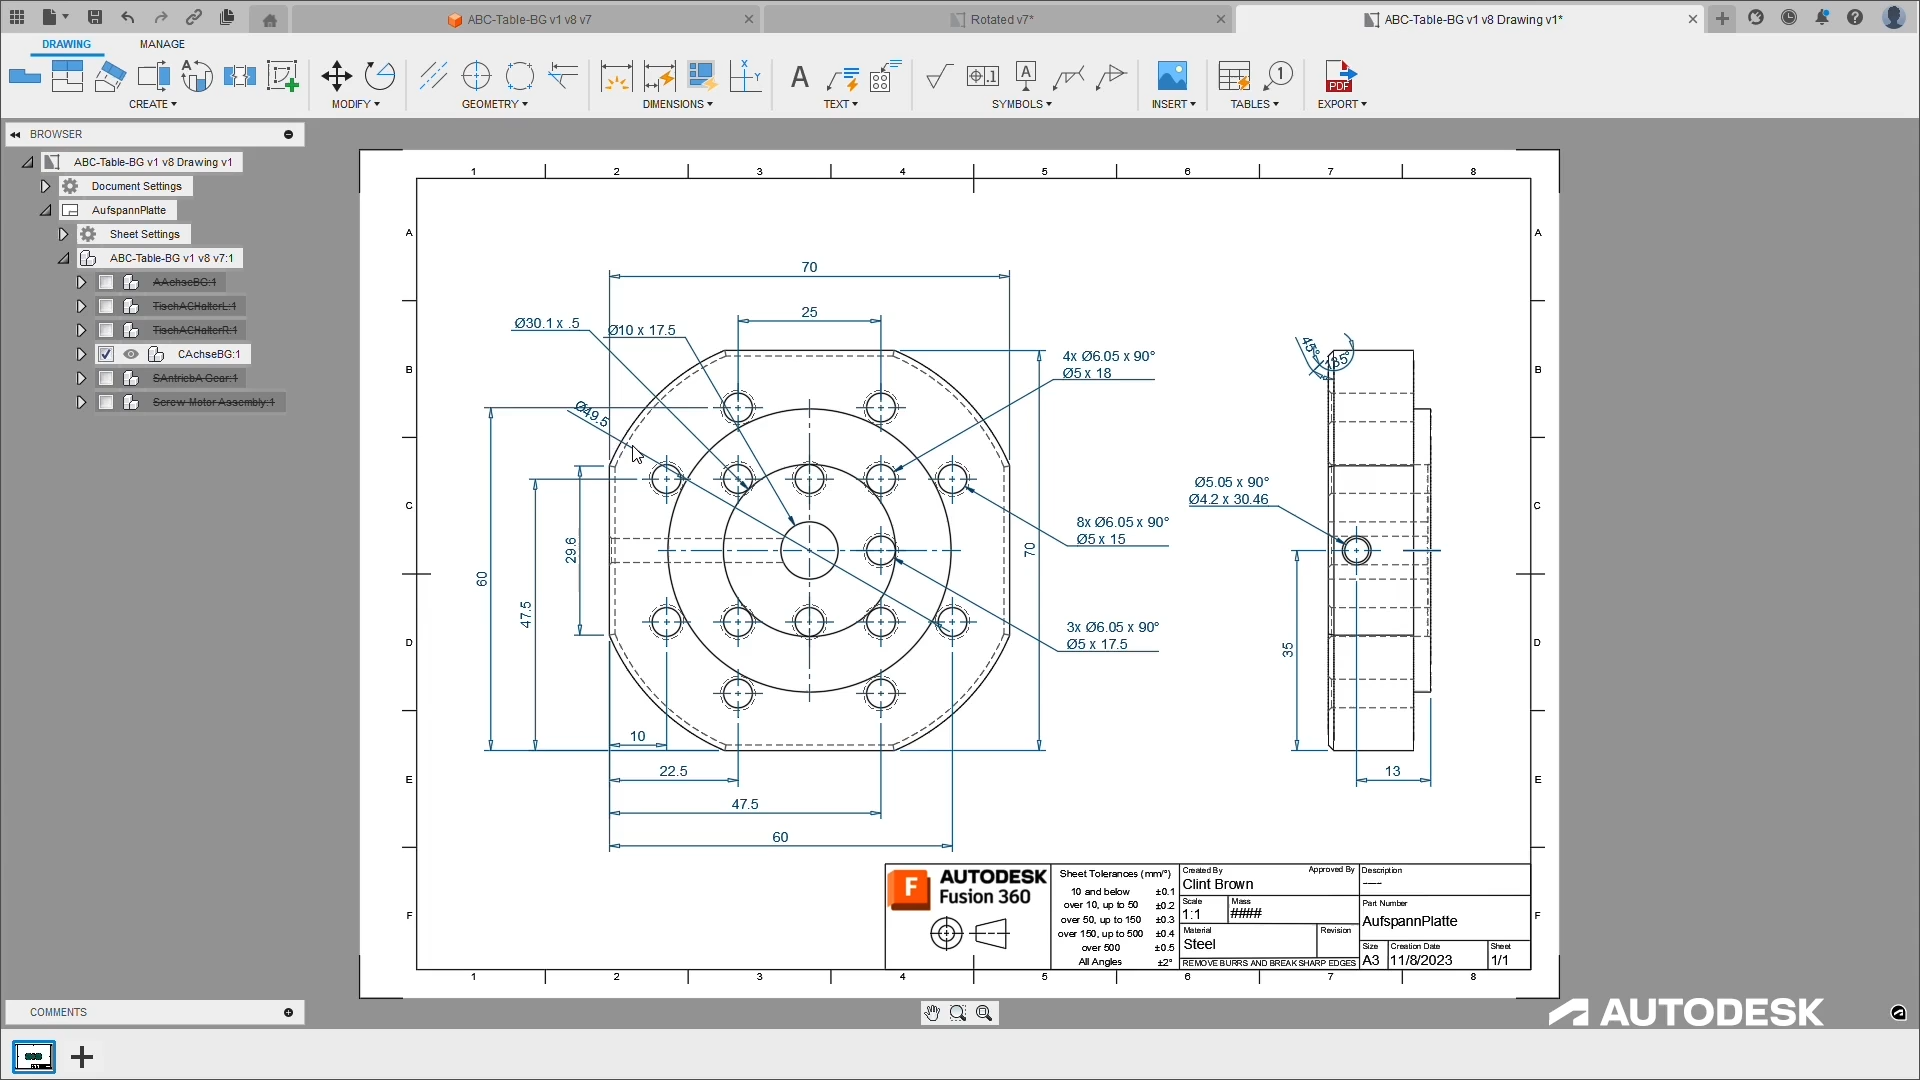 ABC-Table-BG v1 v8 v7
Rotated v7*
ABC-Table-BG v1 v8 Drawing v1*
DRAWING
MANAGE
CREATE
MODIFY
GEOMETRY
DIMENSIONS
TEXT
SYMBOLS
INSERT
TABLES
PDF
EXPORT
BROWSER
ABC-Table-BG v1 v8 Drawing v1
Document Settings
AufspannPlatte
Sheet Settings
ABC-Table-BG v1 v8 v7:1
AAchseBG:1
TischACHalterL:1
TischACHalterR:1
CAchseBG:1
SAntriebA Gear:1
Screw Motor Assembly:1
1 2 3 4 5 6 7 8
A A
B B
C C
D D
E E
F F
70
25
Ø30.1 x .5
Ø10 x 17.5
4x Ø6.05 x 90°
Ø5 x 18
Ø49.5
45°
135°
Ø5.05 x 90°
Ø4.2 x 30.46
8x Ø6.05 x 90°
Ø5 x 15
70
29.6
60
47.5
3x Ø6.05 x 90°
Ø5 x 17.5
35
10
22.5
13
47.5
60
F AUTODESK
Fusion 360
Sheet Tolerances (mm/°)
10 and below ±0.1
over 10, up to 50 ±0.2
over 50, up to 150 ±0.3
over 150, up to 500 ±0.4
over 500 ±0.5
All Angles ±2°
Created By
Clint Brown
Approved By
Description
----
Scale
1:1
Mass
####
Part Number
AufspannPlatte
Material
Steel
Revision
Size
A3
Creation Date
11/8/2023
Sheet
1/1
REMOVE BURRS AND BREAK SHARP EDGES
1 2 3 4 5 6 7 8
COMMENTS
AUTODESK